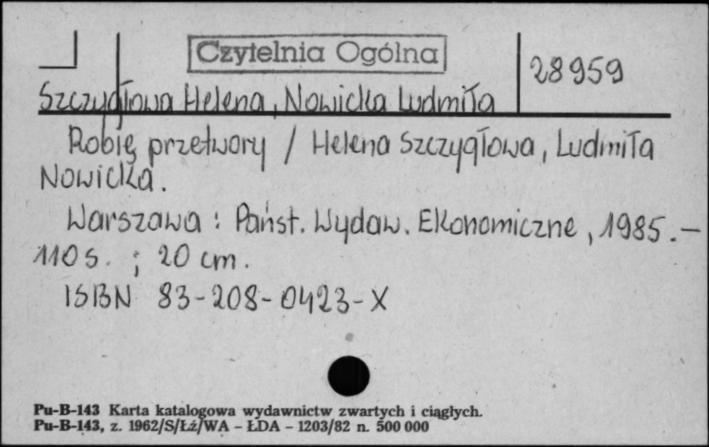 Czytelnia Ogólna
28959
Szczygłowa Helena, Nowicka Ludmiła
Robię przetwory / Helena Szczygłowa, Ludmiła
Nowicka.
Warszawa : Państ. Wydaw. Ekonomiczne, 1985. –
110 s. ; 20 cm.
ISBN 83-208-0423-X
Pu-B-143 Karta katalogowa wydawnictw zwartych i ciągłych.
Pu-B-143, z. 1962/S/Łź/WA – ŁDA – 1203/82 n. 500 000